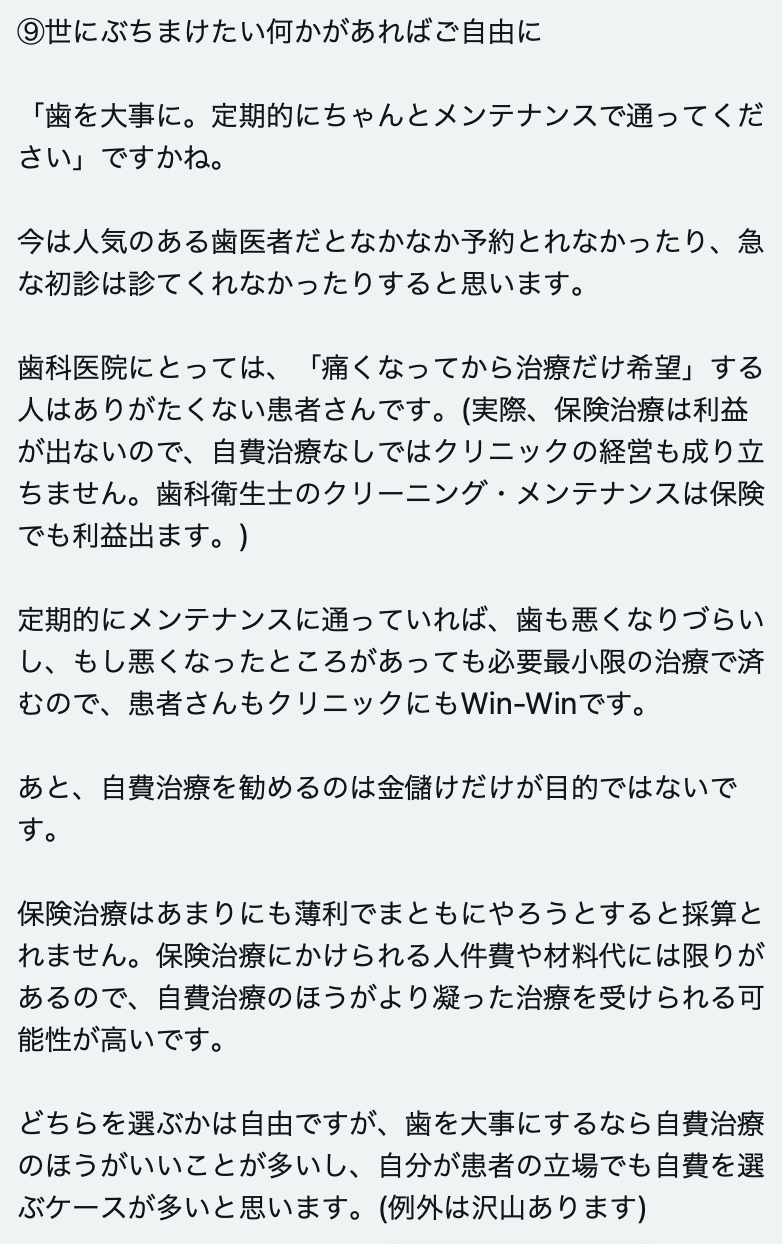 ⑨世にぶちまけたい何かがあればご自由に
「歯を大事に。定期的にちゃんとメンテナンスで通ってくだ
さい」ですかね。
今は人気のある歯医者だとなかなか予約とれなかったり、急
な初診は診てくれなかったりすると思います。
歯科医院にとっては、「痛くなってから治療だけ希望」する
人はありがたくない患者さんです。(実際、保険治療は利益
が出ないので、自費治療なしではクリニックの経営も成り立
ちません。歯科衛生士のクリーニング・メンテナンスは保険
でも利益出ます。)
定期的にメンテナンスに通っていれば、歯も悪くなりづらい
し、もし悪くなったところがあっても必要最小限の治療で済
むので、患者さんもクリニックにもWin-Winです。
あと、自費治療を勧めるのは金儲けだけが目的ではないで
す。
保険治療はあまりにも薄利でまともにやろうとすると採算と
れません。保険治療にかけられる人件費や材料代には限りが
あるので、自費治療のほうがより凝った治療を受けられる可
能性が高いです。
どちらを選ぶかは自由ですが、歯を大事にするなら自費治療
のほうがいいことが多いし、自分が患者の立場でも自費を選
ぶケースが多いと思います。(例外は沢山あります)